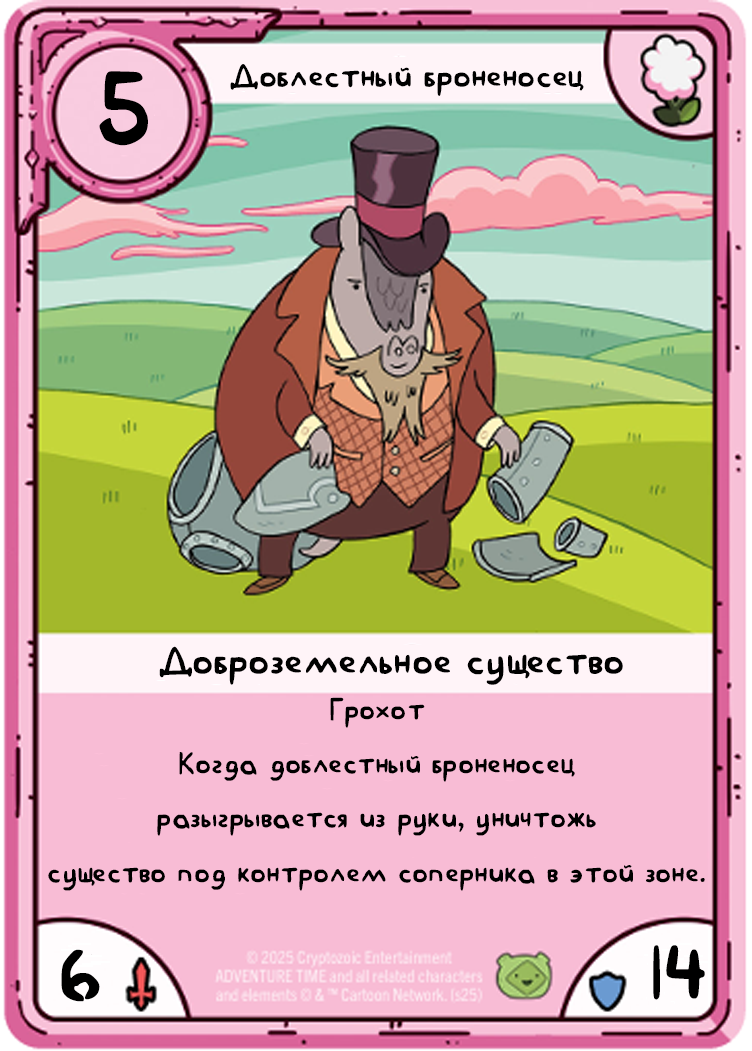 5
Доблестный броненосец
Доброземельное существо
Грохот
Когда доблестный броненосец
разыгрывается из руки, уничтожь
существо под контролем соперника в этой зоне.
6
14
© 2025 Cryptozoic Entertainment
ADVENTURE TIME and all related characters
and elements © & ™ Cartoon Network. (s25)